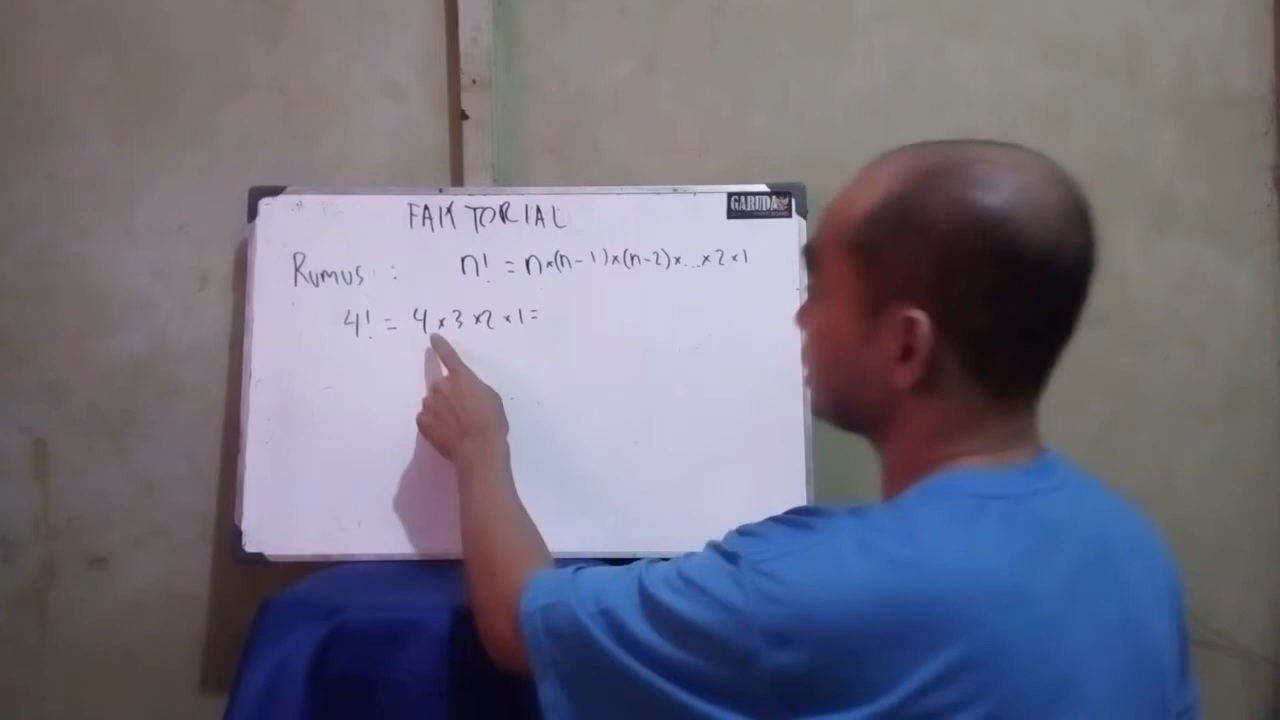 GARUDA
FAKTORIAL
Rumus : n! = n×(n-1)×(n-2)×...×2×1
4! = 4×3×2×1=